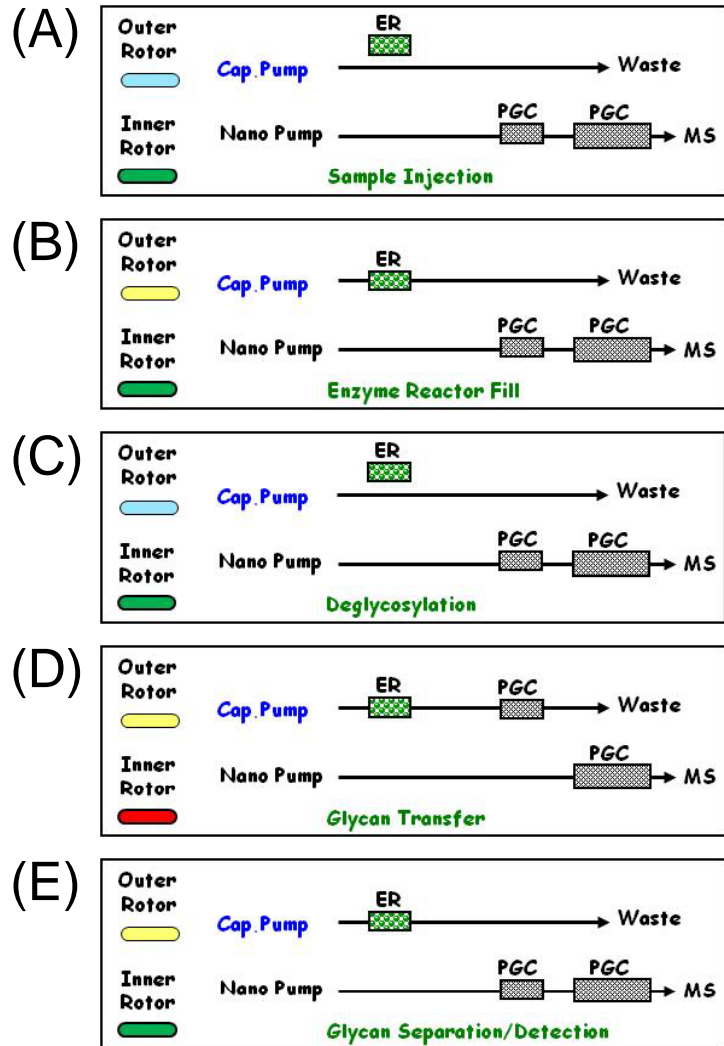 (A)
Outer
Rotor
ER
Cap.Pump
Waste
Inner
Rotor
Nano Pump
PGC
PGC
MS
Sample Injection
(B)
Outer
Rotor
ER
Cap.Pump
Waste
Inner
Rotor
Nano Pump
PGC
PGC
MS
Enzyme Reactor Fill
(C)
Outer
Rotor
ER
Cap.Pump
Waste
Inner
Rotor
Nano Pump
PGC
PGC
MS
Deglycosylation
(D)
Outer
Rotor
ER
PGC
Cap.Pump
Waste
Inner
Rotor
Nano Pump
PGC
MS
Glycan Transfer
(E)
Outer
Rotor
ER
Cap.Pump
Waste
Inner
Rotor
Nano Pump
PGC
PGC
MS
Glycan Separation/Detection